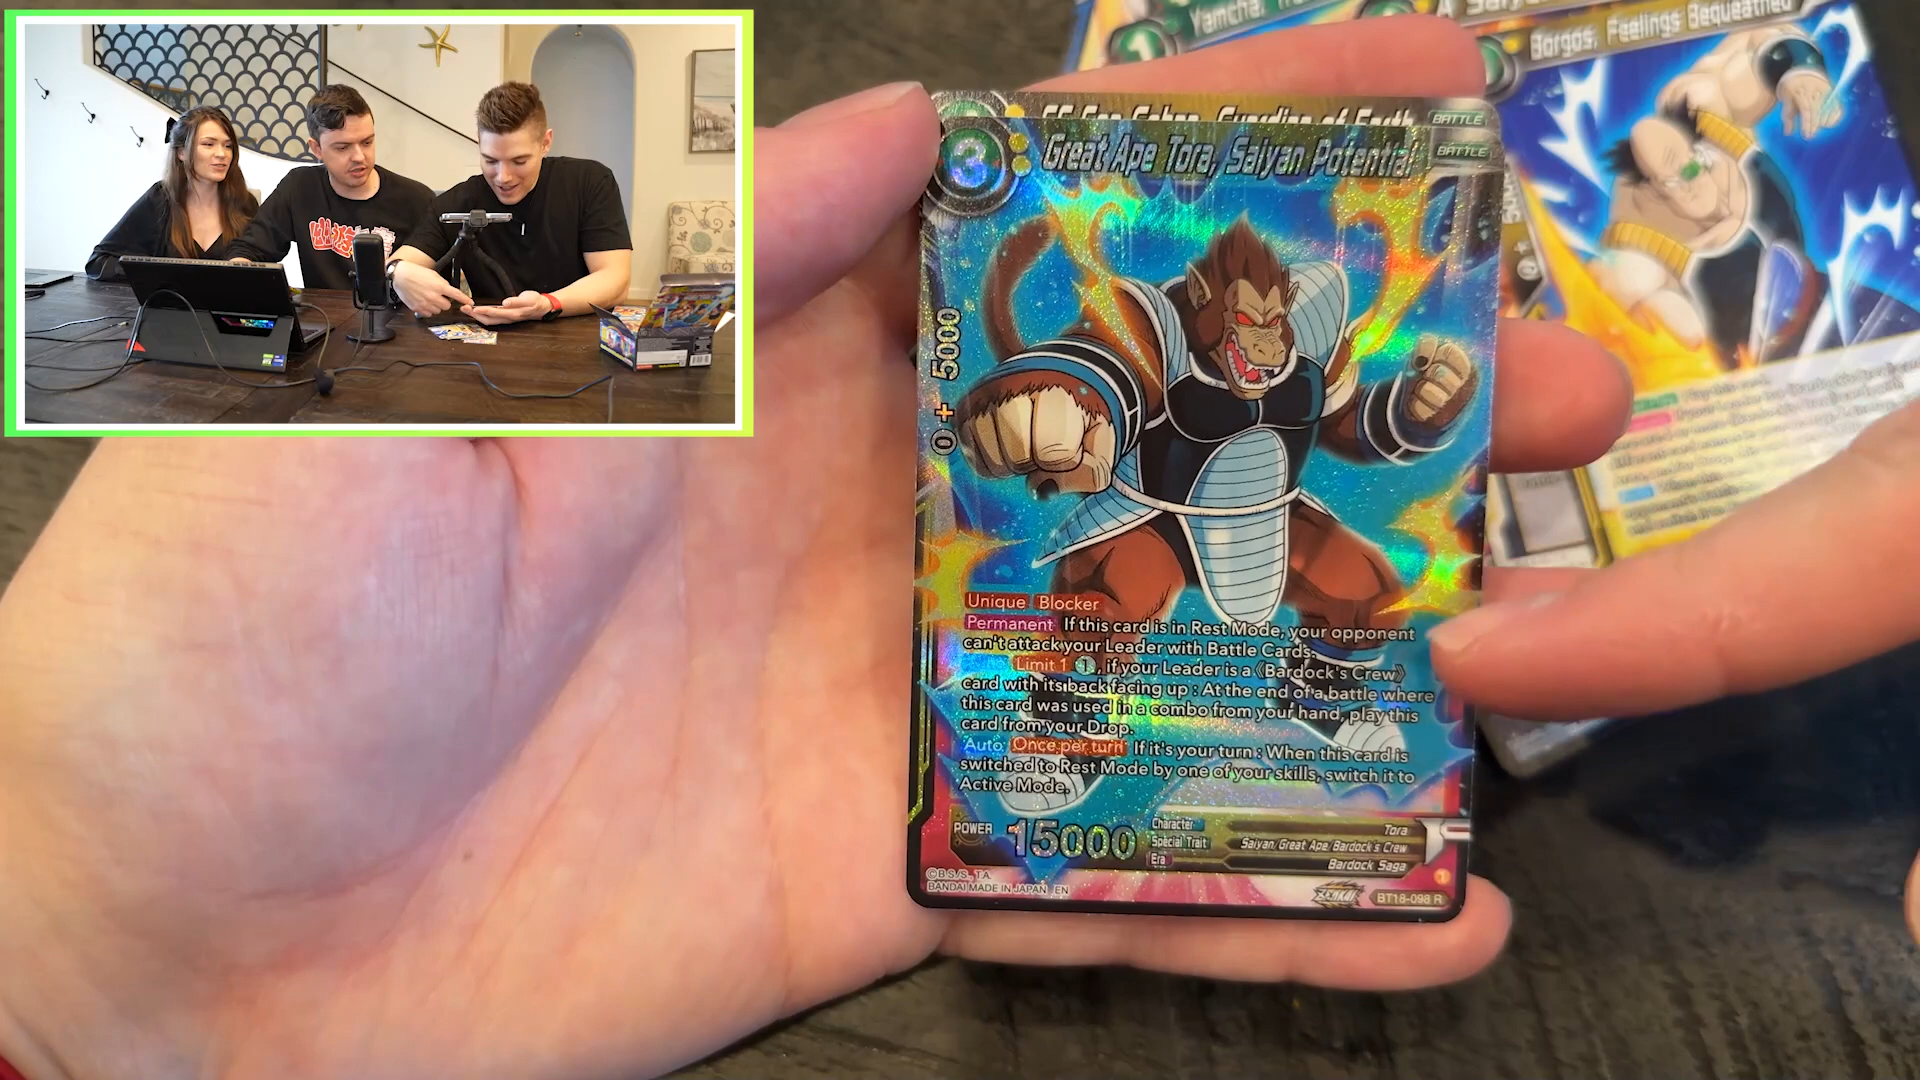 Yamcha,
1
Borgos, Feelings Bequeathed
Guardian of Earth
BATTLE
3
Great Ape Tora, Saiyan Potential
BATTLE
0+ 5000
Unique Blocker
Permanent If this card is in Rest Mode, your opponent
can't attack your Leader with Battle Cards.
Limit 1 1, if your Leader is a 《Bardock's Crew》
card with its back facing up : At the end of a battle where
this card was used in a combo from your hand, play this
card from your Drop.
Auto Once per turn If it's your turn : When this card is
switched to Rest Mode by one of your skills, switch it to
Active Mode.
POWER 15000
Character Tora
Special Trait Saiyan/Great Ape/Bardock's Crew
Era Bardock Saga
©B.S./S., T.A.
BANDAI MADE IN JAPAN EN
ZENKAI
BT18-098 R